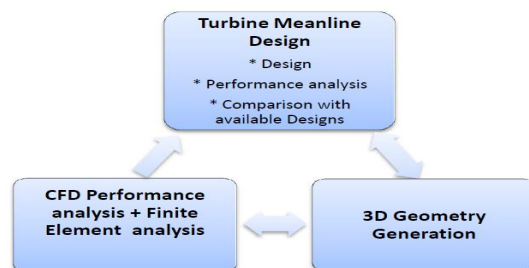 Turbine Meanline
Design
* Design
* Performance analysis
* Comparison with
available Designs
CFD Performance
analysis + Finite
Element analysis
3D Geometry
Generation